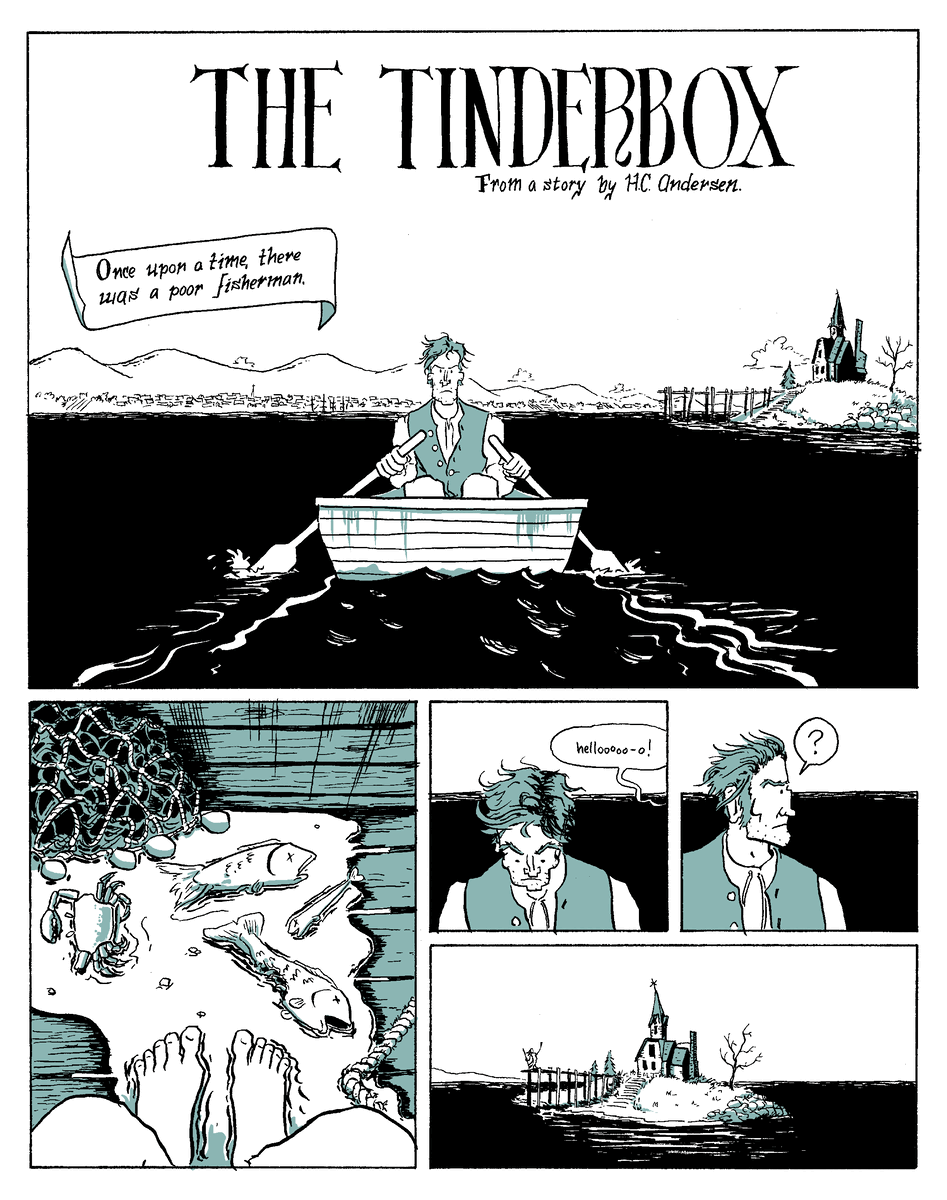 THE TINDERBOX
From a story by H.C. Andersen.
Once upon a time, there
was a poor fisherman.
hellooooo-o!
?